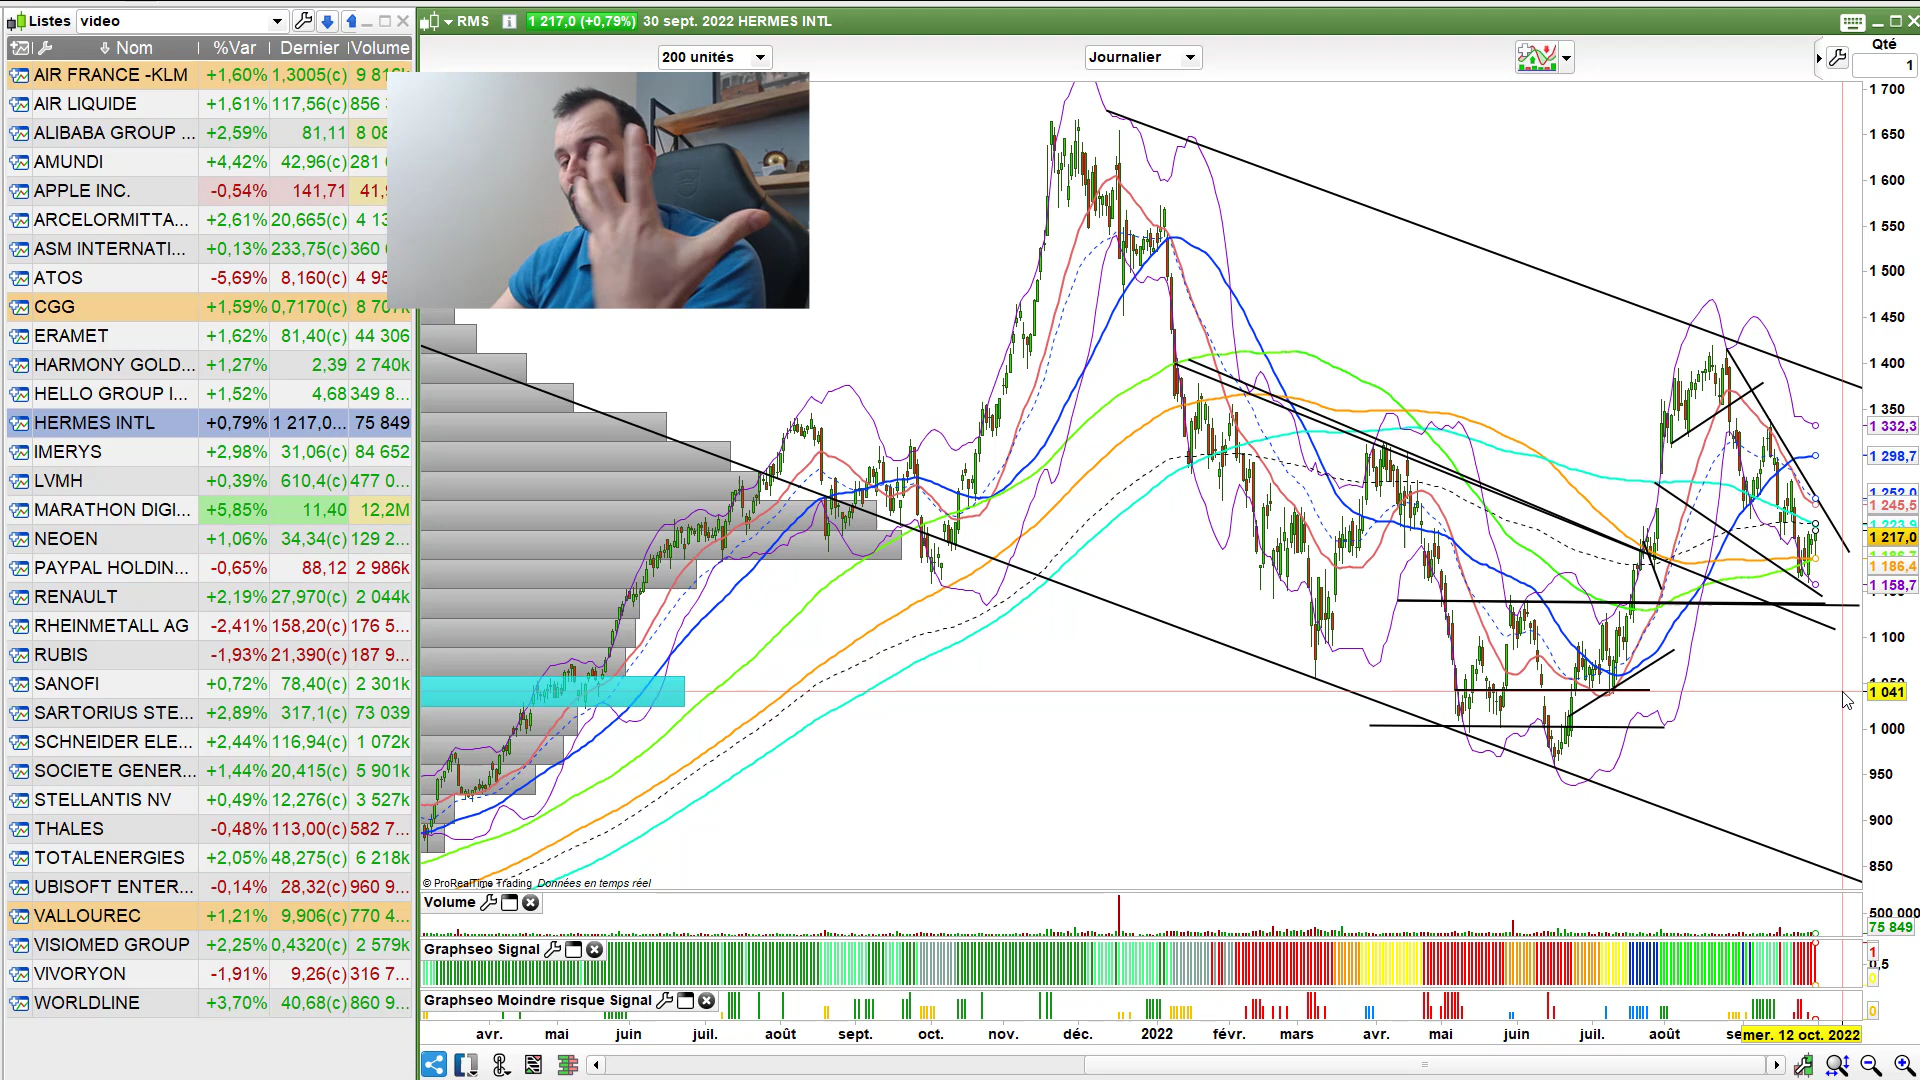 Listes video
Nom %Var Dernier Volume
AIR FRANCE -KLM +1,60% 1,3005(c)
AIR LIQUIDE +1,61% 117,56(c) 856
ALIBABA GROUP ... +2,59% 81,11
AMUNDI +4,42% 42,96(c) 281
APPLE INC. -0,54% 141,71
ARCELORMITTA... +2,61% 20,665(c)
ASM INTERNATI... +0,13% 233,75(c) 360
ATOS -5,69% 8,160(c)
CGG +1,59% 0,7170(c)
ERAMET +1,62% 81,40(c) 44 306
HARMONY GOLD... +1,27% 2,39 2 740k
HELLO GROUP I... +1,52% 4,68 349 8...
HERMES INTL +0,79% 1 217,0... 75 849
IMERYS +2,98% 31,06(c) 84 652
LVMH +0,39% 610,4(c) 477 0...
MARATHON DIGI... +5,85% 11,40 12,2M
NEOEN +1,06% 34,34(c) 129 2...
PAYPAL HOLDIN... -0,65% 88,12 2 986k
RENAULT +2,19% 27,970(c) 2 044k
RHEINMETALL AG -2,41% 158,20(c) 176 5...
RUBIS -1,93% 21,390(c) 187 9...
SANOFI +0,72% 78,40(c) 2 301k
SARTORIUS STE... +2,89% 317,1(c) 73 039
SCHNEIDER ELE... +2,44% 116,94(c) 1 072k
SOCIETE GENER... +1,44% 20,415(c) 5 901k
STELLANTIS NV +0,49% 12,276(c) 3 527k
THALES -0,48% 113,00(c) 582 7...
TOTALENERGIES +2,05% 48,275(c) 6 218k
UBISOFT ENTER... -0,14% 28,32(c) 960 9...
VALLOUREC +1,21% 9,906(c) 770 4...
VISIOMED GROUP +2,25% 0,4320(c) 2 579k
VIVORYON -1,91% 9,26(c) 316 7...
WORLDLINE +3,70% 40,68(c) 860 9...
RMS 1 217,0 (+0,79%) 30 sept. 2022 HERMES INTL
200 unités Journalier
Qté
1
1 700
1 650
1 600
1 550
1 500
1 450
1 400
1 350
1 332,3
1 298,7
1 252,0
1 245,5
1 223,9
1 217,0
1 186,4
1 158,7
1 100
1 041
1 000
950
900
850
© ProRealTime Trading Données en temps réel
Volume
500 000
75 849
Graphseo Signal
1
0,5
0
Graphseo Moindre risque Signal
0
avr. mai juin juil. août sept. oct. nov. déc. 2022 févr. mars avr. mai juin juil. août se mer. 12 oct. 2022